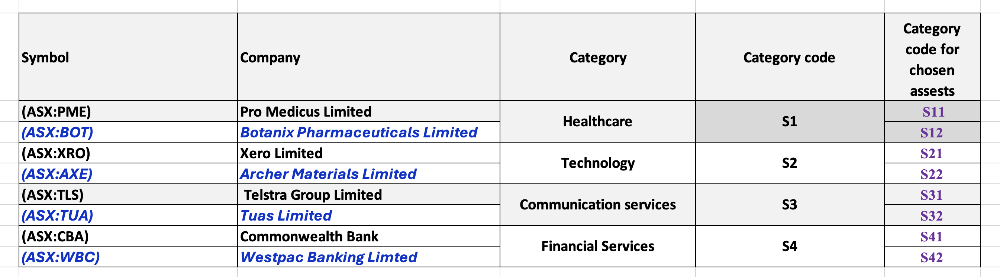 Symbol
Company
Category
Category code
Category
code for
chosen
assests
(ASX:PME)
Pro Medicus Limited
Healthcare
S1
S11
(ASX:BOT)
Botanix Pharmaceuticals Limited
S12
(ASX:XRO)
Xero Limited
Technology
S2
S21
(ASX:AXE)
Archer Materials Limited
S22
(ASX:TLS)
Telstra Group Limited
Communication services
S3
S31
(ASX:TUA)
Tuas Limited
S32
(ASX:CBA)
Commonwealth Bank
Financial Services
S4
S41
(ASX:WBC)
Westpac Banking Limted
S42